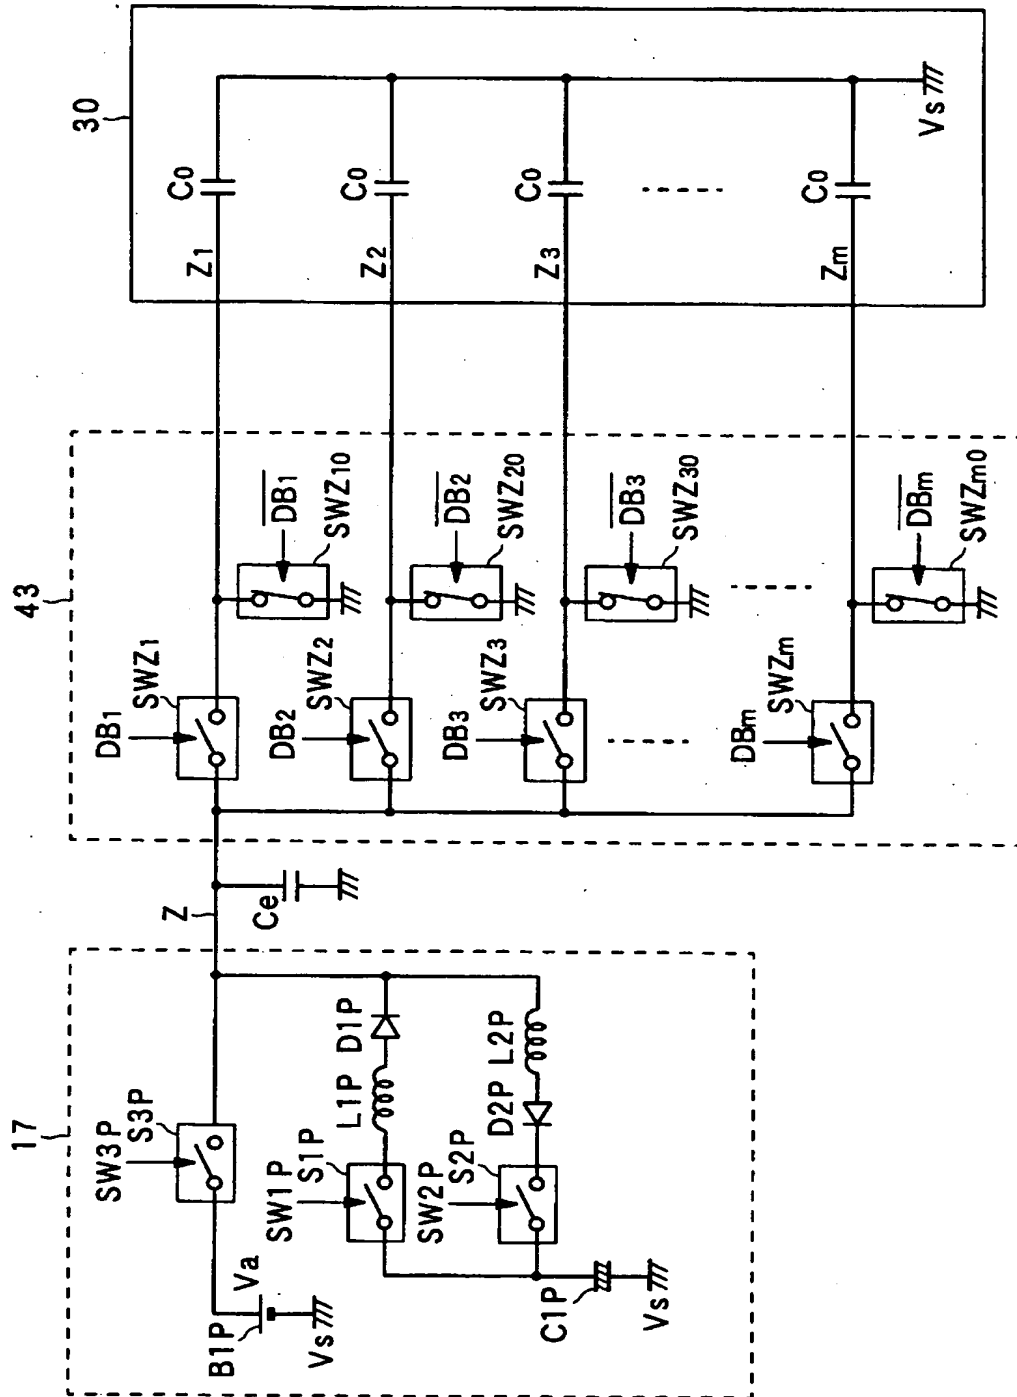 30
C0
Z1
C0
Z2
C0
Z3
C0
Zm
Vs
43
DB1
SWZ1
DB1
SWZ10
DB2
SWZ2
DB2
SWZ20
DB3
SWZ3
DB3
SWZ30
DBm
SWZm
DBm
SWZm0
Z
Ce
17
SW3P
S3P
B1P
Va
Vs
SW1P
S1P
L1P D1P
SW2P
S2P
D2P L2P
C1P
Vs